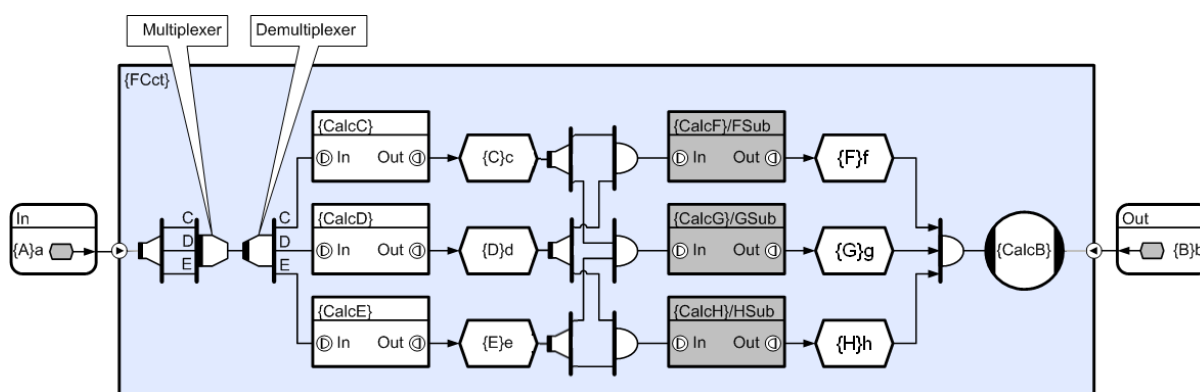 Multiplexer
Demultiplexer
{FCct}
{CalcC}
In
Out
{C}c
{CalcF}/FSub
In
Out
{F}f
In
{A}a
C
D
E
C
D
E
{CalcD}
In
Out
{D}d
{CalcG}/GSub
In
Out
{G}g
{CalcB}
Out
{B}b
{CalcE}
In
Out
{E}e
{CalcH}/HSub
In
Out
{H}h